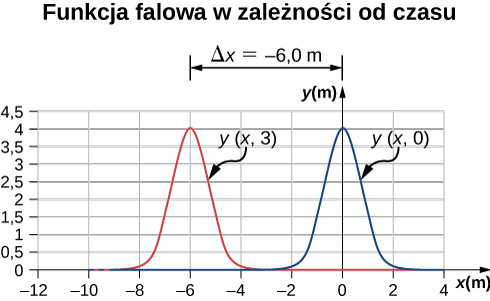 Funkcja falowa w zależności od czasu
Δx = –6,0 m
y(m)
4,5
4
3,5
3
2,5
2
1,5
1
0,5
0
y (x, 3)
y (x, 0)
–12 –10 –8 –6 –4 –2 0 2 4
x(m)